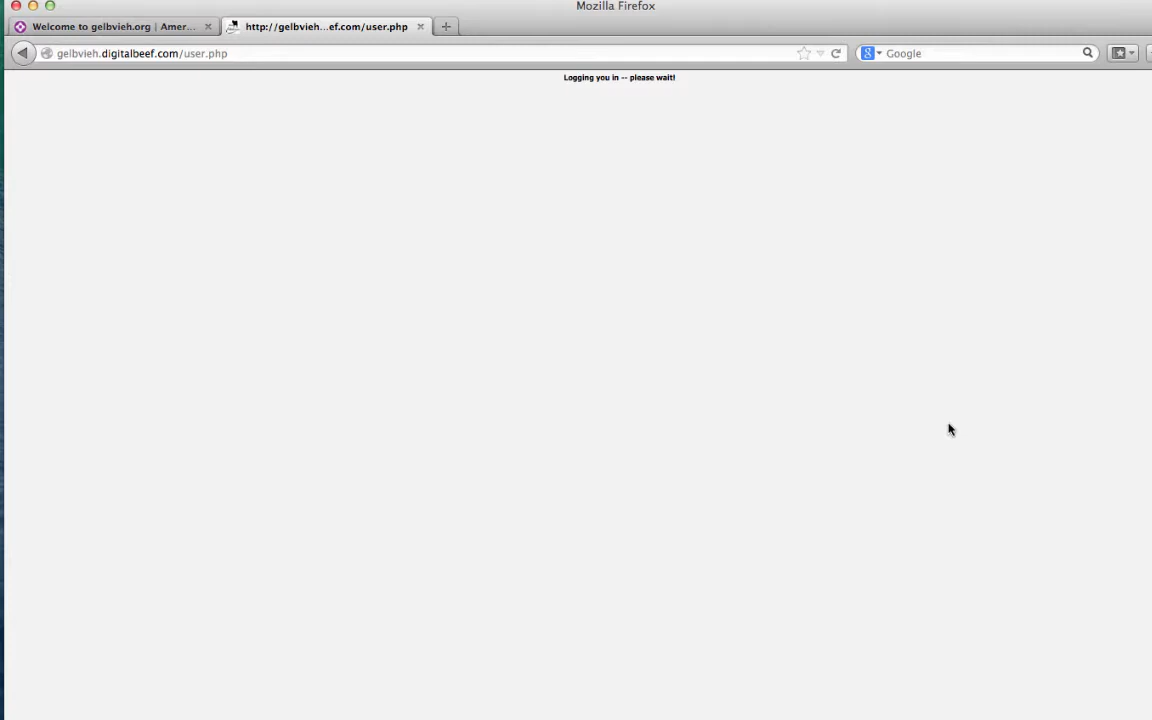 Mozilla Firefox
Welcome to gelbvieh.org | Amer...
http://gelbvieh...ef.com/user.php
gelbvieh.digitalbeef.com/user.php
Google
Logging you in -- please wait!